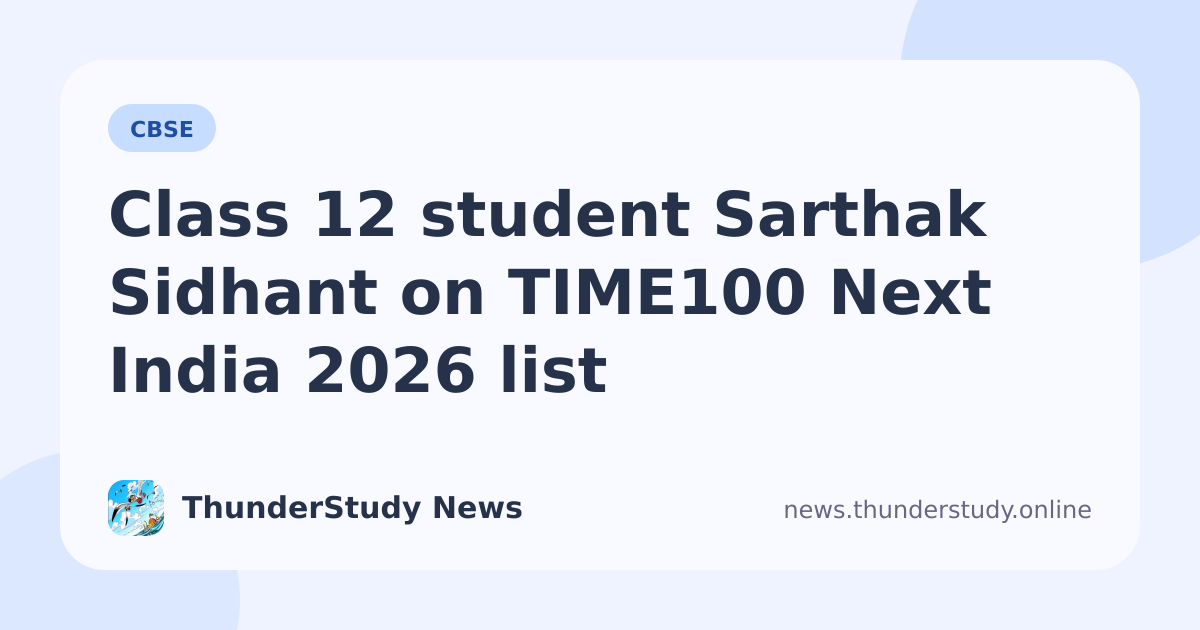 CBSE
Class 12 student Sarthak
Sidhant on TIME100 Next
India 2026 list
ThunderStudy News
news.thunderstudy.online